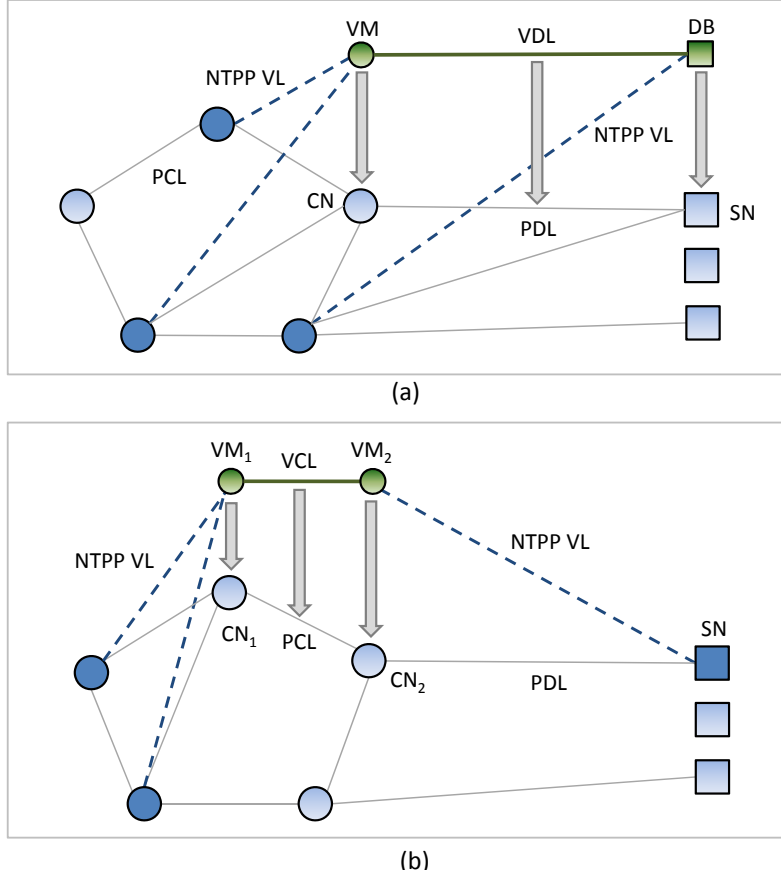 VM
VDL
DB
NTPP VL
NTPP VL
PCL
CN
PDL
SN
(a)
VM₁
VCL
VM₂
NTPP VL
NTPP VL
CN₁
PCL
SN
CN₂
PDL
(b)